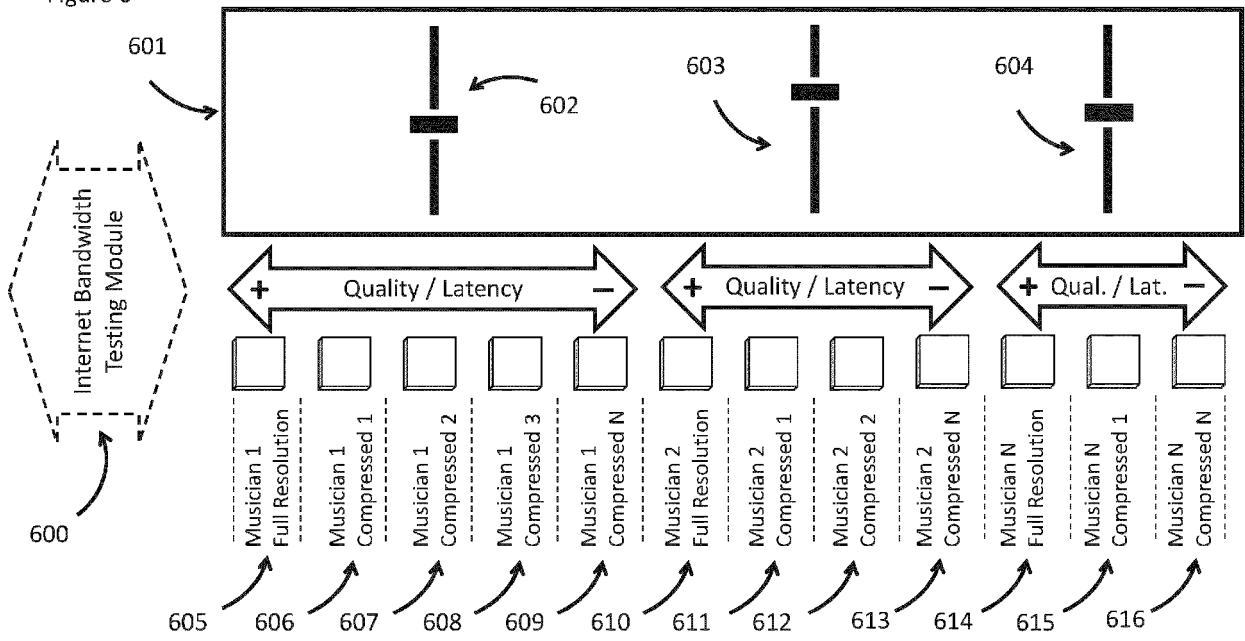 601
602
603
604
Internet Bandwidth
Testing Module
+ Quality / Latency −
+ Quality / Latency −
+ Qual. / Lat. −
Musician 1
Full Resolution
Musician 1
Compressed 1
Musician 1
Compressed 2
Musician 1
Compressed 3
Musician 1
Compressed N
Musician 2
Full Resolution
Musician 2
Compressed 1
Musician 2
Compressed 2
Musician 2
Compressed N
Musician N
Full Resolution
Musician N
Compressed 1
Musician N
Compressed N
600
605 606 607 608 609 610 611 612 613 614 615 616